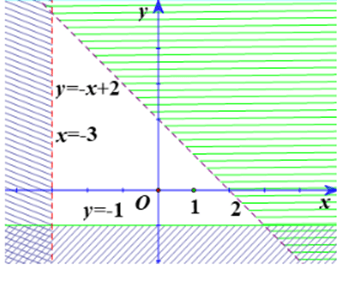 y
y=-x+2
x=-3
y=-1 O 1 2 x